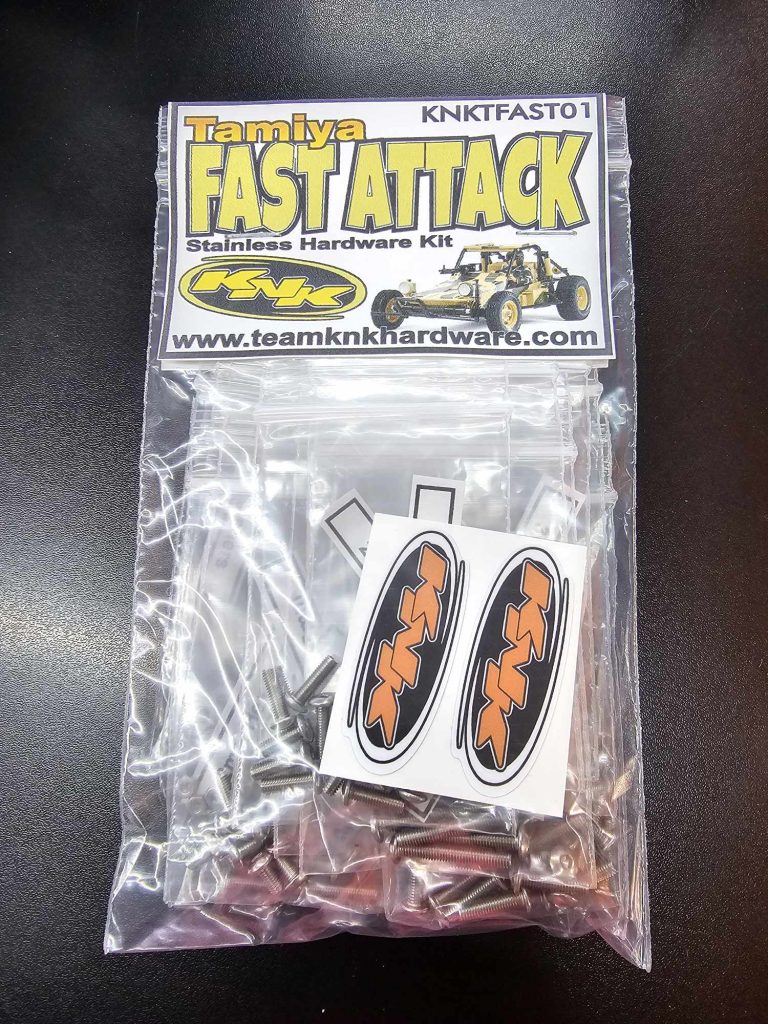 KNKTFAST01
Tamiya
FAST ATTACK
Stainless Hardware Kit
KNK
www.teamknkhardware.com
KNK
KNK